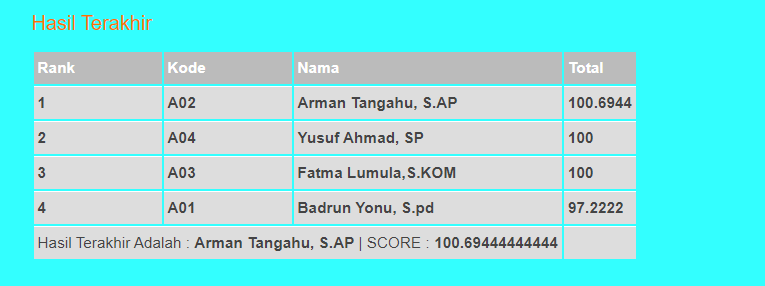 Hasil Terakhir
Rank Kode Nama Total
1 A02 Arman Tangahu, S.AP 100.6944
2 A04 Yusuf Ahmad, SP 100
3 A03 Fatma Lumula,S.KOM 100
4 A01 Badrun Yonu, S.pd 97.2222
Hasil Terakhir Adalah : Arman Tangahu, S.AP | SCORE : 100.69444444444